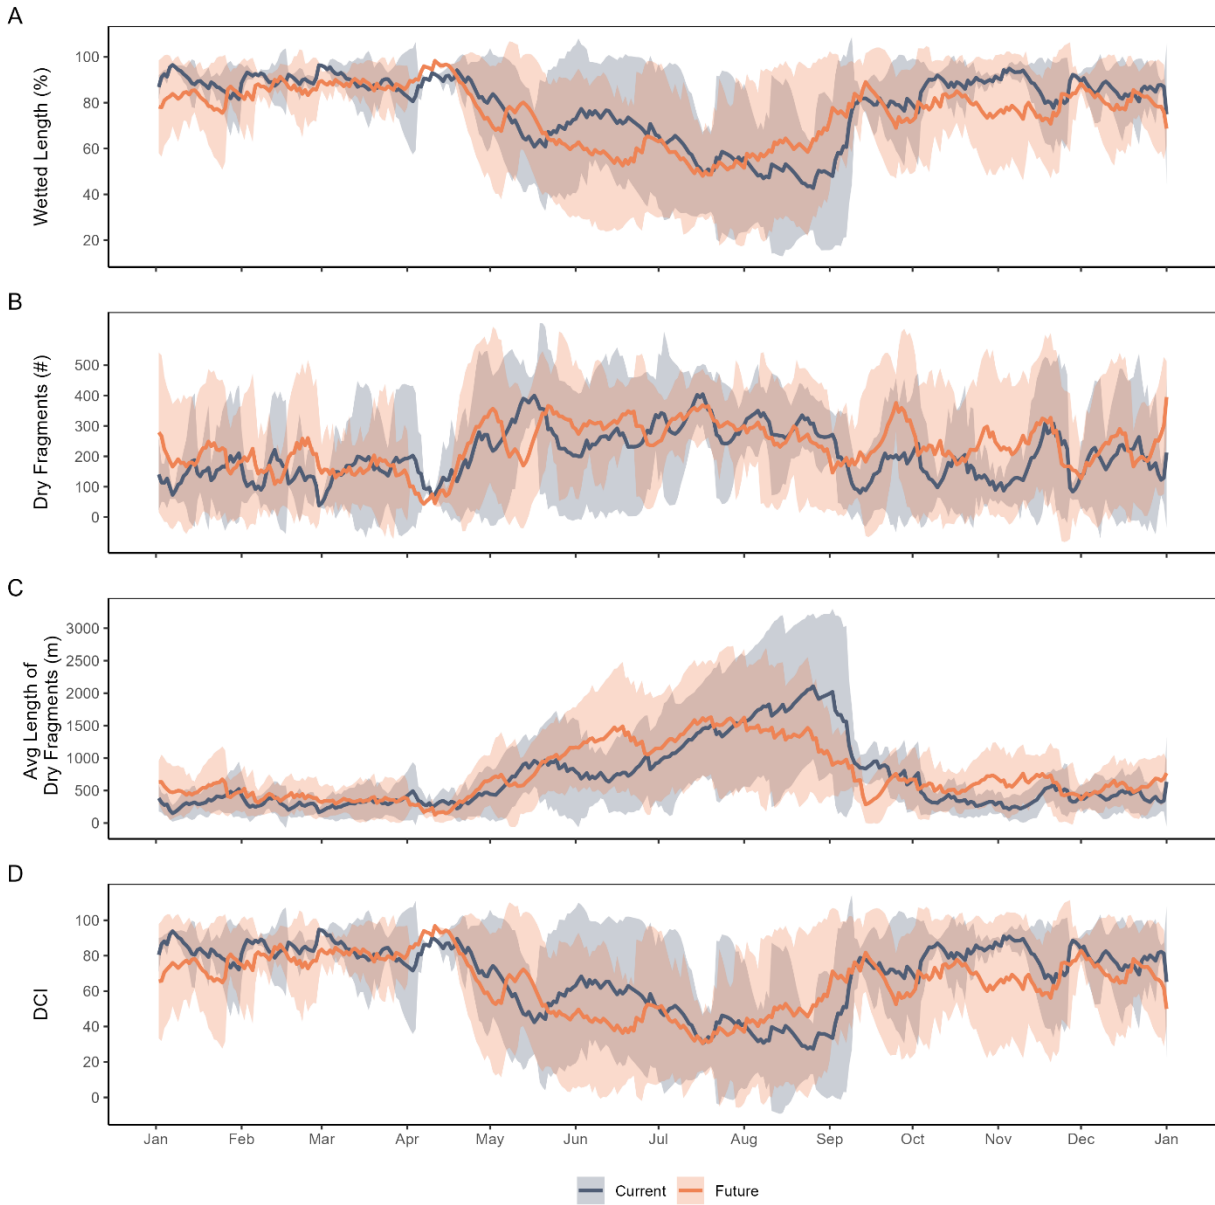 A
Wetted Length (%)
100
80
60
40
20
B
Dry Fragments (#)
500
400
300
200
100
0
C
Avg Length of
Dry Fragments (m)
3000
2500
2000
1500
1000
500
0
D
DCI
100
80
60
40
20
0
Jan Feb Mar Apr May Jun Jul Aug Sep Oct Nov Dec Jan
Current Future